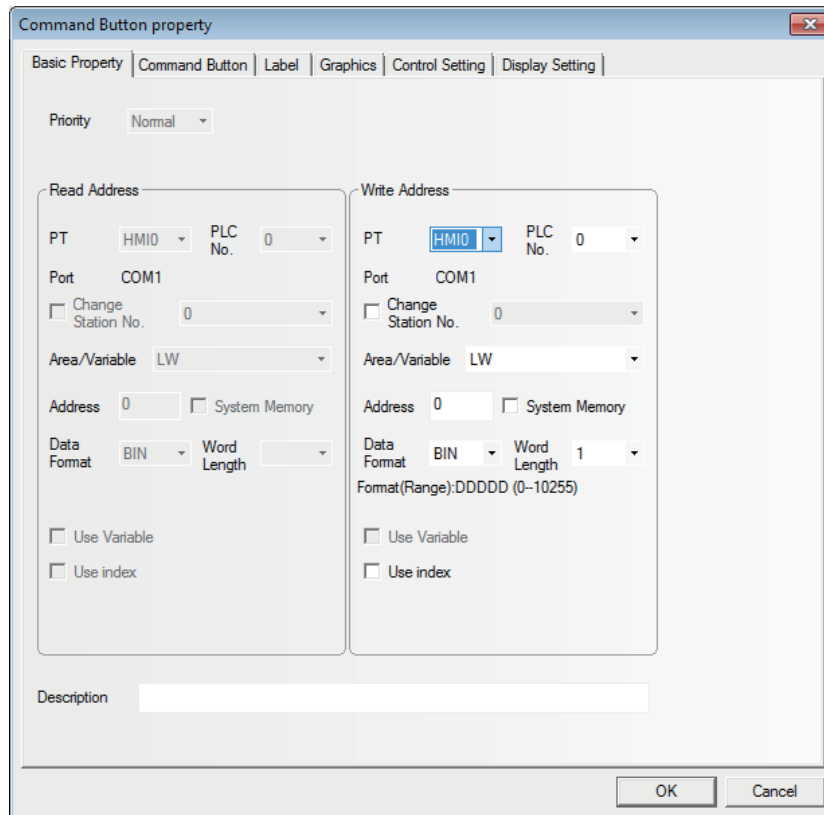 Command Button property
Basic Property Command Button Label Graphics Control Setting Display Setting
Priority Normal
Read Address
PT HMI0 PLC No. 0
Port COM1
Change Station No. 0
Area/Variable LW
Address 0 System Memory
Data Format BIN Word Length
Use Variable
Use index
Write Address
PT HMI0 PLC No. 0
Port COM1
Change Station No. 0
Area/Variable LW
Address 0 System Memory
Data Format BIN Word Length 1
Format(Range):DDDDD (0--10255)
Use Variable
Use index
Description
OK Cancel